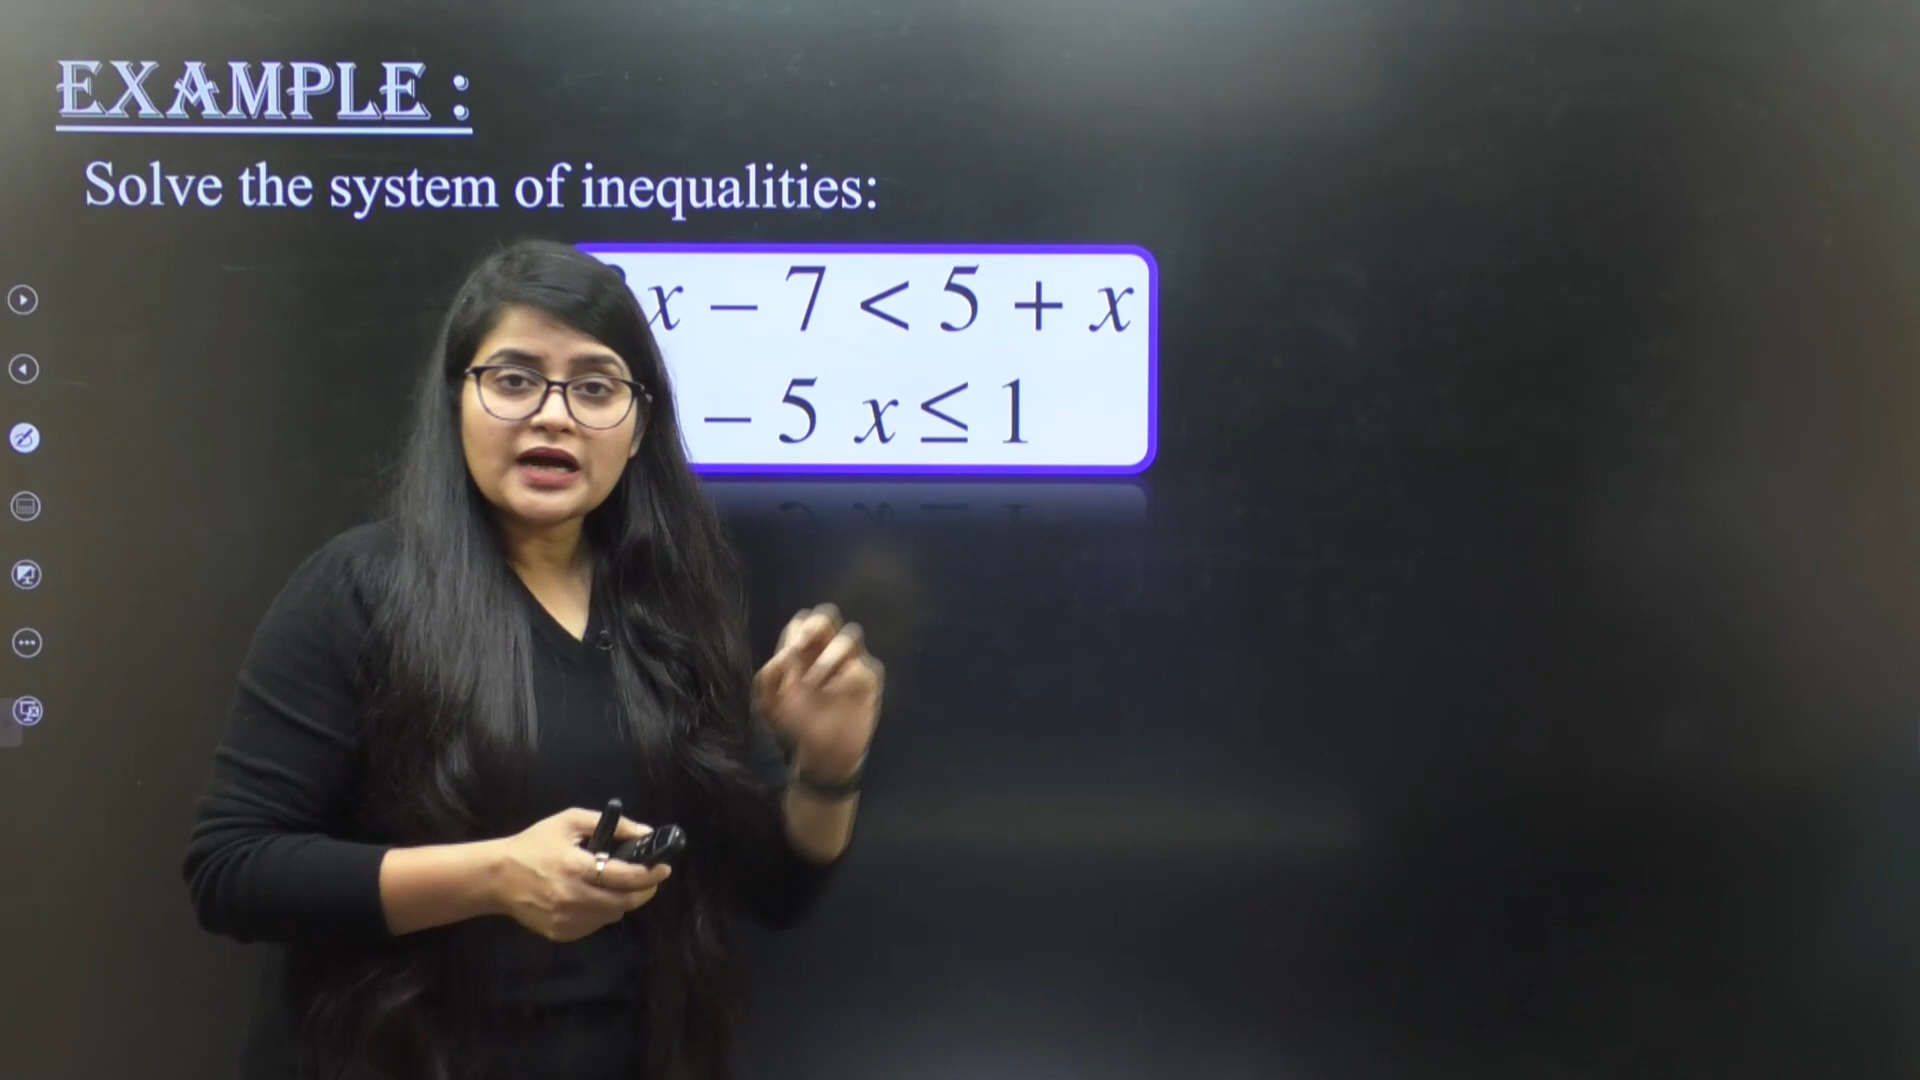 EXAMPLE :
Solve the system of inequalities:
x – 7 < 5 + x
– 5 x ≤ 1